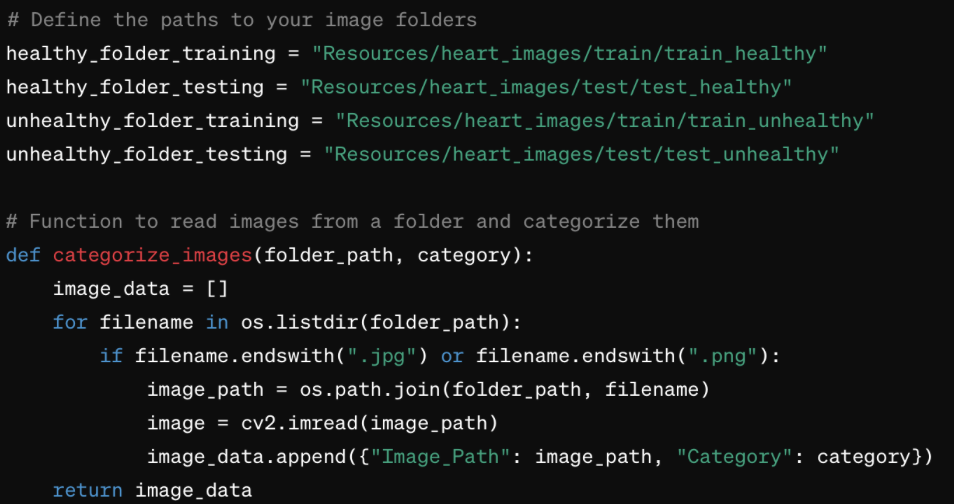 # Define the paths to your image folders
healthy_folder_training = "Resources/heart_images/train/train_healthy"
healthy_folder_testing = "Resources/heart_images/test/test_healthy"
unhealthy_folder_training = "Resources/heart_images/train/train_unhealthy"
unhealthy_folder_testing = "Resources/heart_images/test/test_unhealthy"

# Function to read images from a folder and categorize them
def categorize_images(folder_path, category):
    image_data = []
    for filename in os.listdir(folder_path):
        if filename.endswith(".jpg") or filename.endswith(".png"):
            image_path = os.path.join(folder_path, filename)
            image = cv2.imread(image_path)
            image_data.append({"Image_Path": image_path, "Category": category})
    return image_data